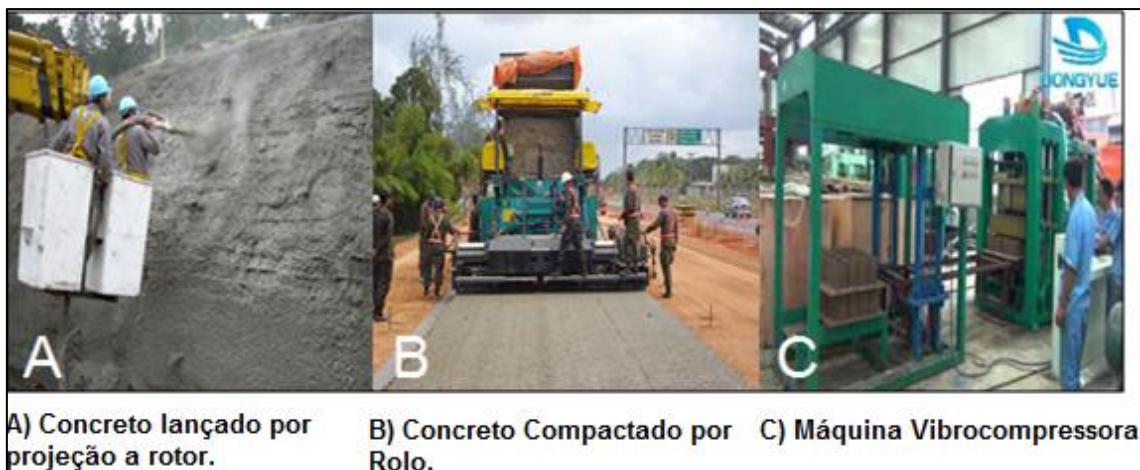 DONGYUE
A B C
A) Concreto lançado por
projeção a rotor.
B) Concreto Compactado por
Rolo.
C) Máquina Vibrocompressora